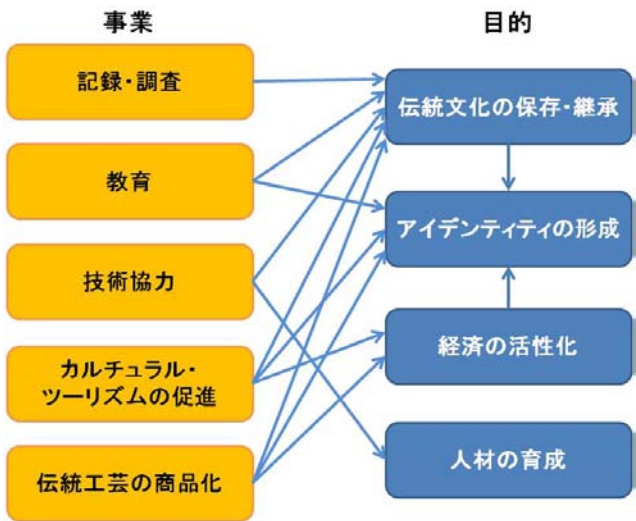 事業
目的
記録・調査
教育
技術協力
カルチュラル・
ツーリズムの促進
伝統工芸の商品化
伝統文化の保存・継承
アイデンティティの形成
経済の活性化
人材の育成